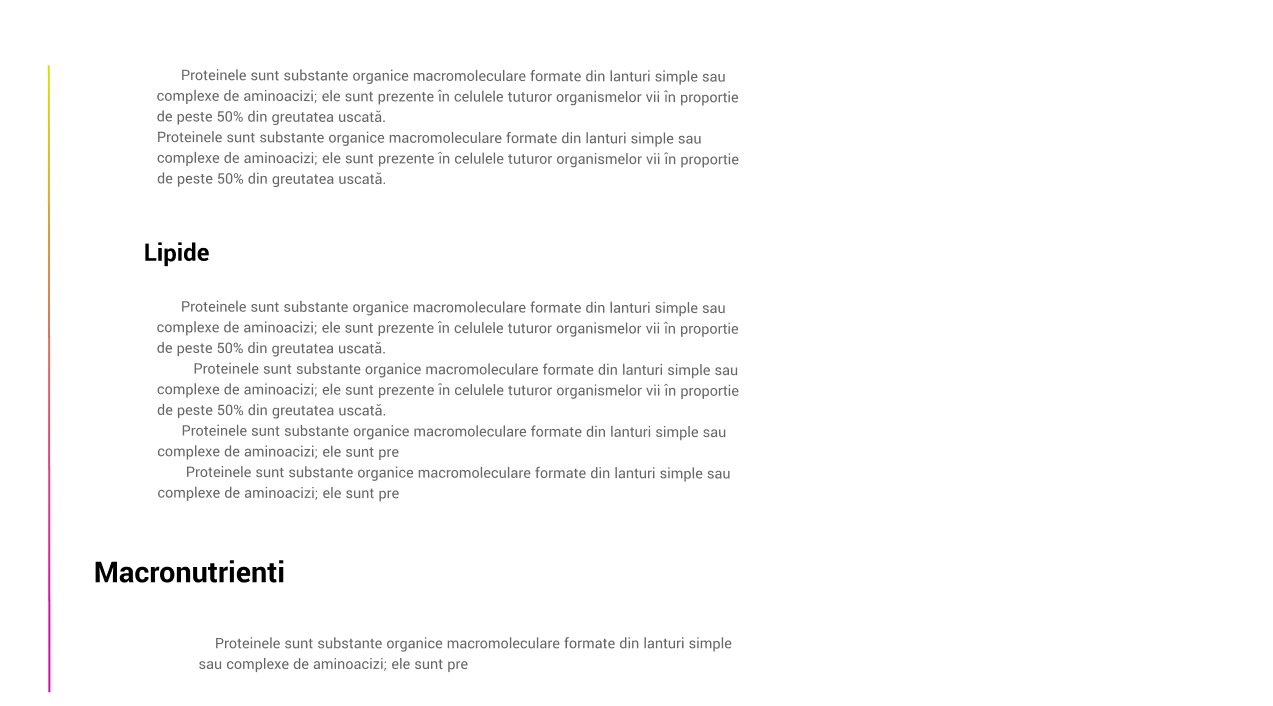 Proteinele sunt substante organice macromoleculare formate din lanturi simple sau
complexe de aminoacizi; ele sunt prezente în celulele tuturor organismelor vii în proportie
de peste 50% din greutatea uscată.
Proteinele sunt substante organice macromoleculare formate din lanturi simple sau
complexe de aminoacizi; ele sunt prezente în celulele tuturor organismelor vii în proportie
de peste 50% din greutatea uscată.
Lipide
Proteinele sunt substante organice macromoleculare formate din lanturi simple sau
complexe de aminoacizi; ele sunt prezente în celulele tuturor organismelor vii în proportie
de peste 50% din greutatea uscată.
Proteinele sunt substante organice macromoleculare formate din lanturi simple sau
complexe de aminoacizi; ele sunt prezente în celulele tuturor organismelor vii în proportie
de peste 50% din greutatea uscată.
Proteinele sunt substante organice macromoleculare formate din lanturi simple sau
complexe de aminoacizi; ele sunt pre
Proteinele sunt substante organice macromoleculare formate din lanturi simple sau
complexe de aminoacizi; ele sunt pre
Macronutrienti
Proteinele sunt substante organice macromoleculare formate din lanturi simple
sau complexe de aminoacizi; ele sunt pre